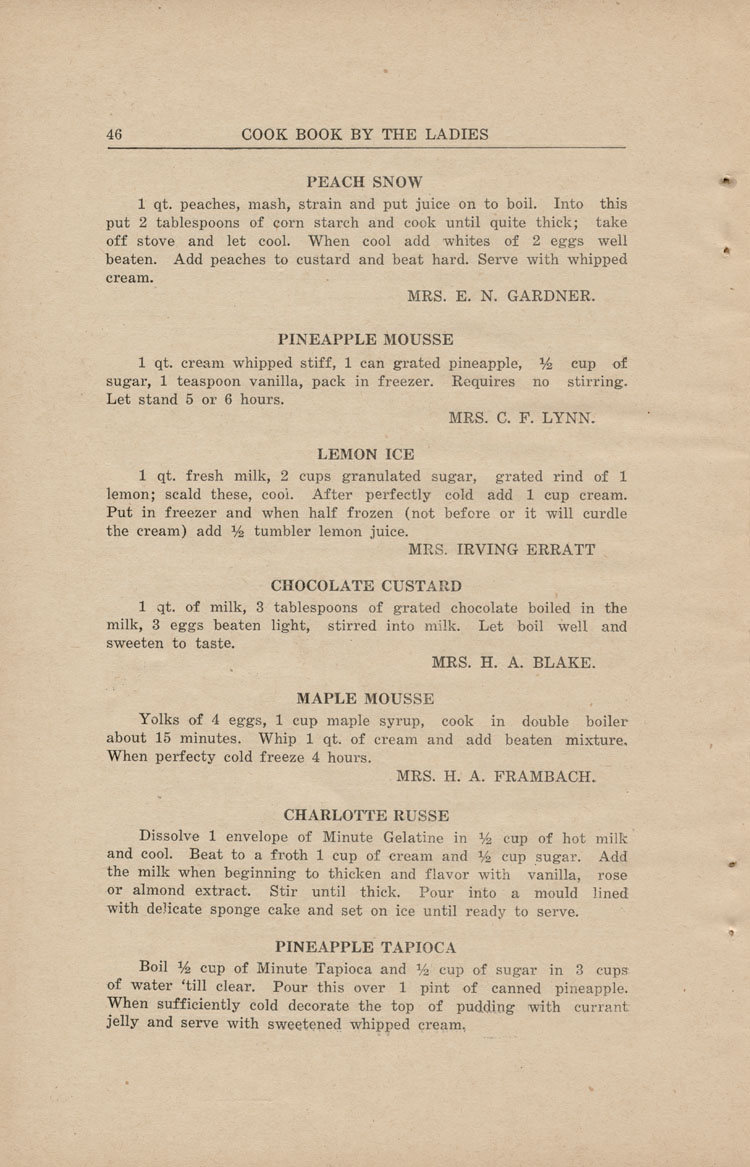 46 COOK BOOK BY THE LADIES
PEACH SNOW
1 qt. peaches, mash, strain and put juice on to boil. Into this
put 2 tablespoons of corn starch and cook until quite thick; take
off stove and let cool. When cool add whites of 2 eggs well
beaten. Add peaches to custard and beat hard. Serve with whipped
cream.
MRS. E. N. GARDNER.
PINEAPPLE MOUSSE
1 qt. cream whipped stiff, 1 can grated pineapple, ½ cup of
sugar, 1 teaspoon vanilla, pack in freezer. Requires no stirring.
Let stand 5 or 6 hours.
MRS. C. F. LYNN.
LEMON ICE
1 qt. fresh milk, 2 cups granulated sugar, grated rind of 1
lemon; scald these, cool. After perfectly cold add 1 cup cream.
Put in freezer and when half frozen (not before or it will curdle
the cream) add ½ tumbler lemon juice.
MRS. IRVING ERRATT
CHOCOLATE CUSTARD
1 qt. of milk, 3 tablespoons of grated chocolate boiled in the
milk, 3 eggs beaten light, stirred into milk. Let boil well and
sweeten to taste.
MRS. H. A. BLAKE.
MAPLE MOUSSE
Yolks of 4 eggs, 1 cup maple syrup, cook in double boiler
about 15 minutes. Whip 1 qt. of cream and add beaten mixture.
When perfecty cold freeze 4 hours.
MRS. H. A. FRAMBACH.
CHARLOTTE RUSSE
Dissolve 1 envelope of Minute Gelatine in ½ cup of hot milk
and cool. Beat to a froth 1 cup of cream and ½ cup sugar. Add
the milk when beginning to thicken and flavor with vanilla, rose
or almond extract. Stir until thick. Pour into a mould lined
with delicate sponge cake and set on ice until ready to serve.
PINEAPPLE TAPIOCA
Boil ½ cup of Minute Tapioca and ½ cup of sugar in 3 cups
of water 'till clear. Pour this over 1 pint of canned pineapple.
When sufficiently cold decorate the top of pudding with currant
jelly and serve with sweetened whipped cream.